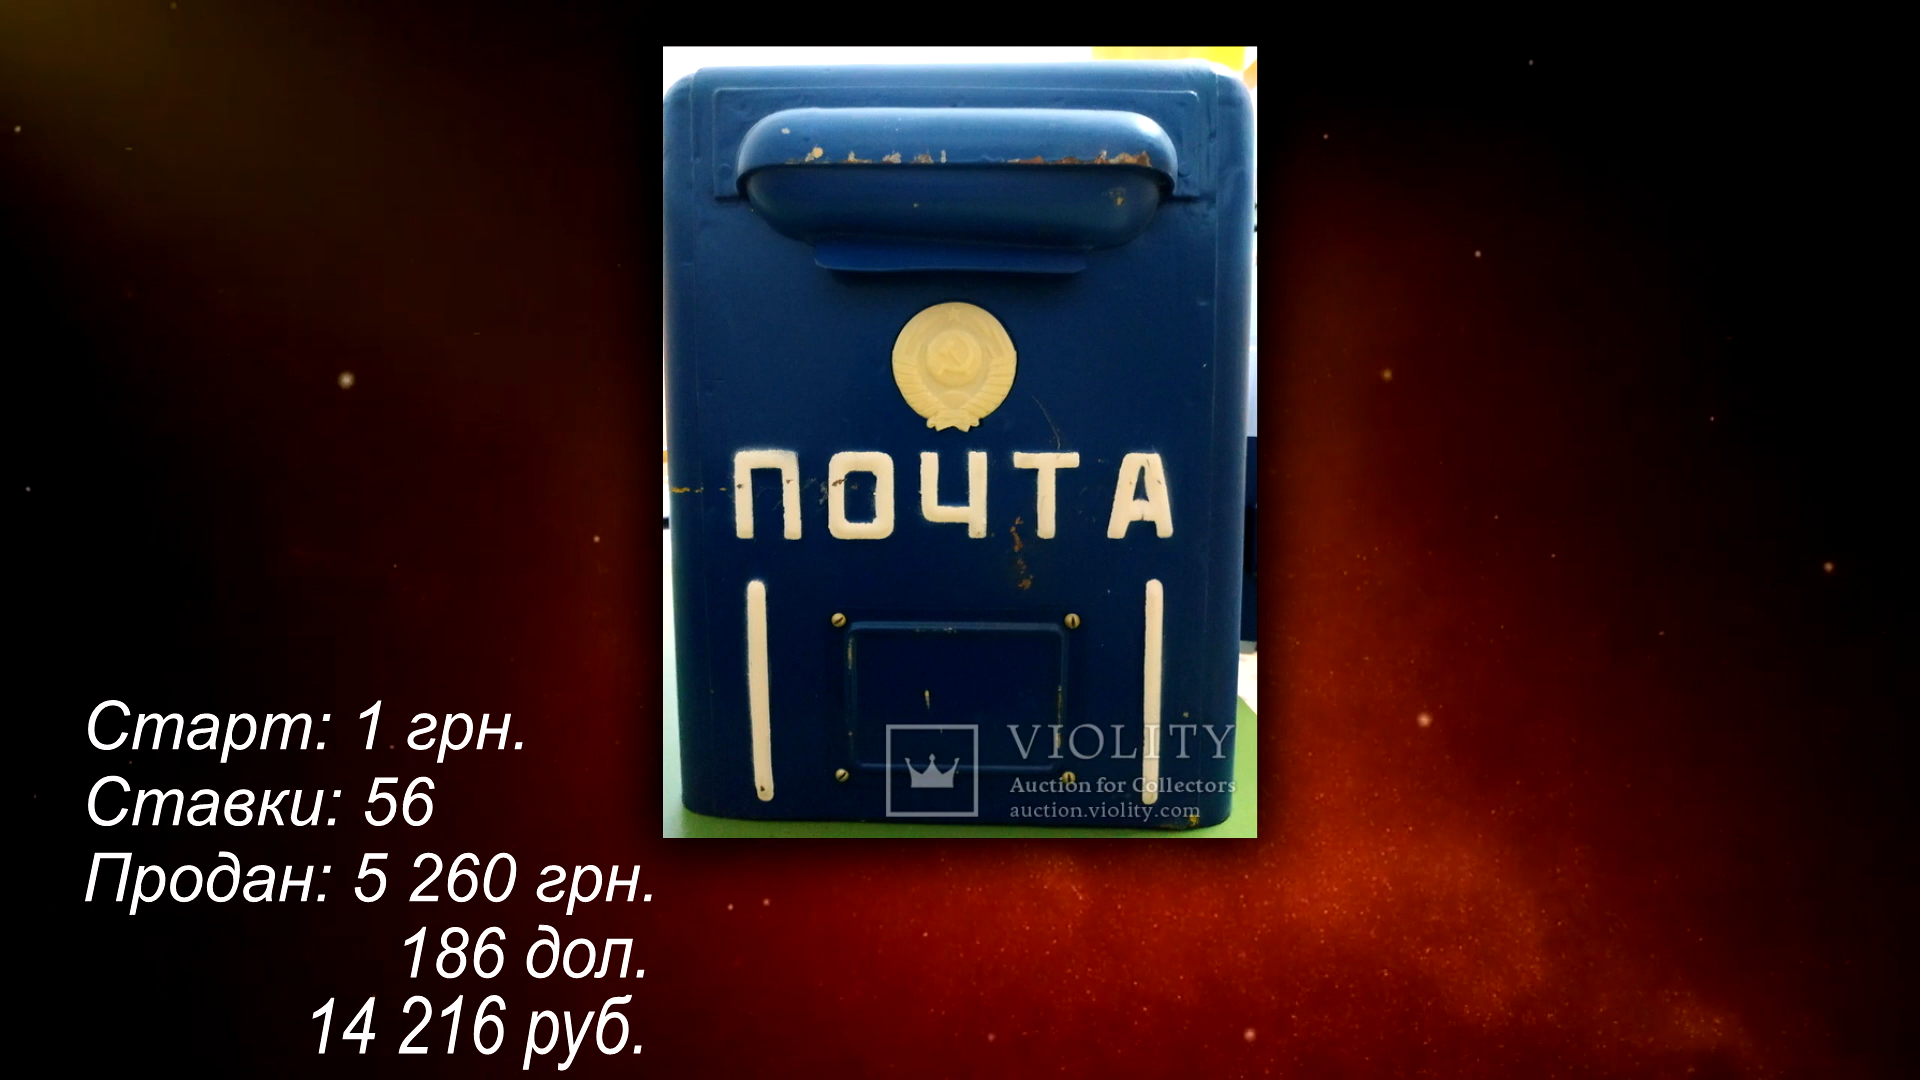 ПОЧТА
VIOLITY
Auction for Collectors
auction.violity.com
Старт: 1 грн.
Ставки: 56
Продан: 5 260 грн.
186 дол.
14 216 руб.